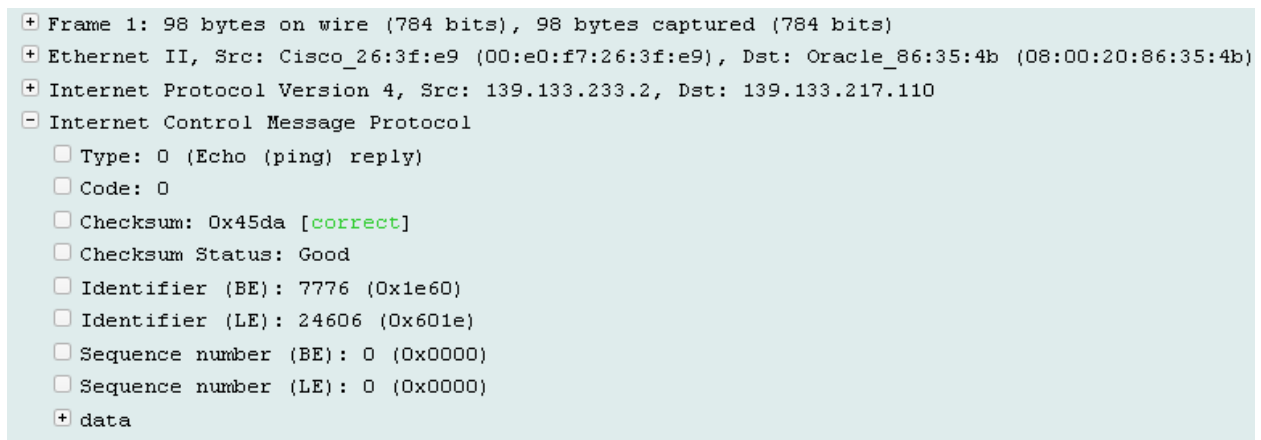 Frame 1: 98 bytes on wire (784 bits), 98 bytes captured (784 bits)
Ethernet II, Src: Cisco_26:3f:e9 (00:e0:f7:26:3f:e9), Dst: Oracle_86:35:4b (08:00:20:86:35:4b)
Internet Protocol Version 4, Src: 139.133.233.2, Dst: 139.133.217.110
Internet Control Message Protocol
Type: 0 (Echo (ping) reply)
Code: 0
Checksum: 0x45da [correct]
Checksum Status: Good
Identifier (BE): 7776 (0x1e60)
Identifier (LE): 24606 (0x601e)
Sequence number (BE): 0 (0x0000)
Sequence number (LE): 0 (0x0000)
data